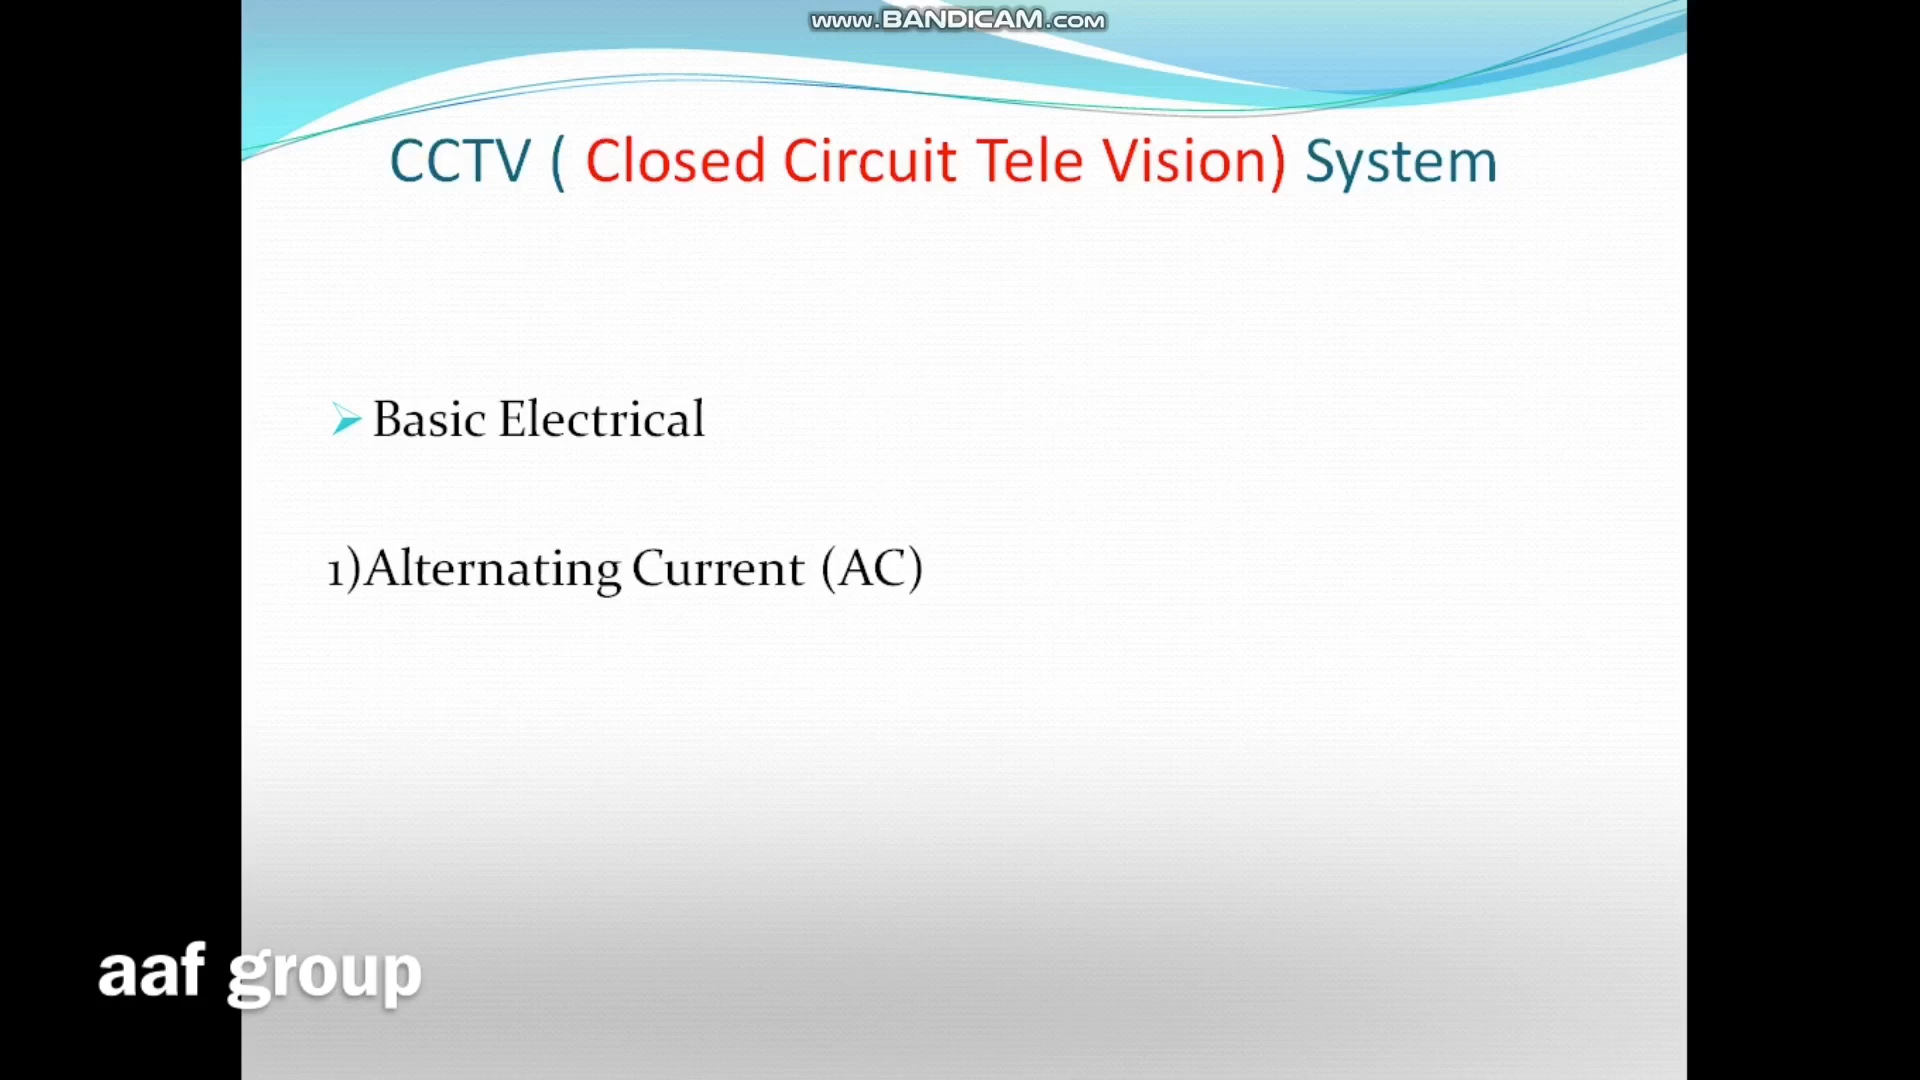 www.BANDICAM.com
CCTV ( Closed Circuit Tele Vision) System
Basic Electrical
1)Alternating Current (AC)
aaf group